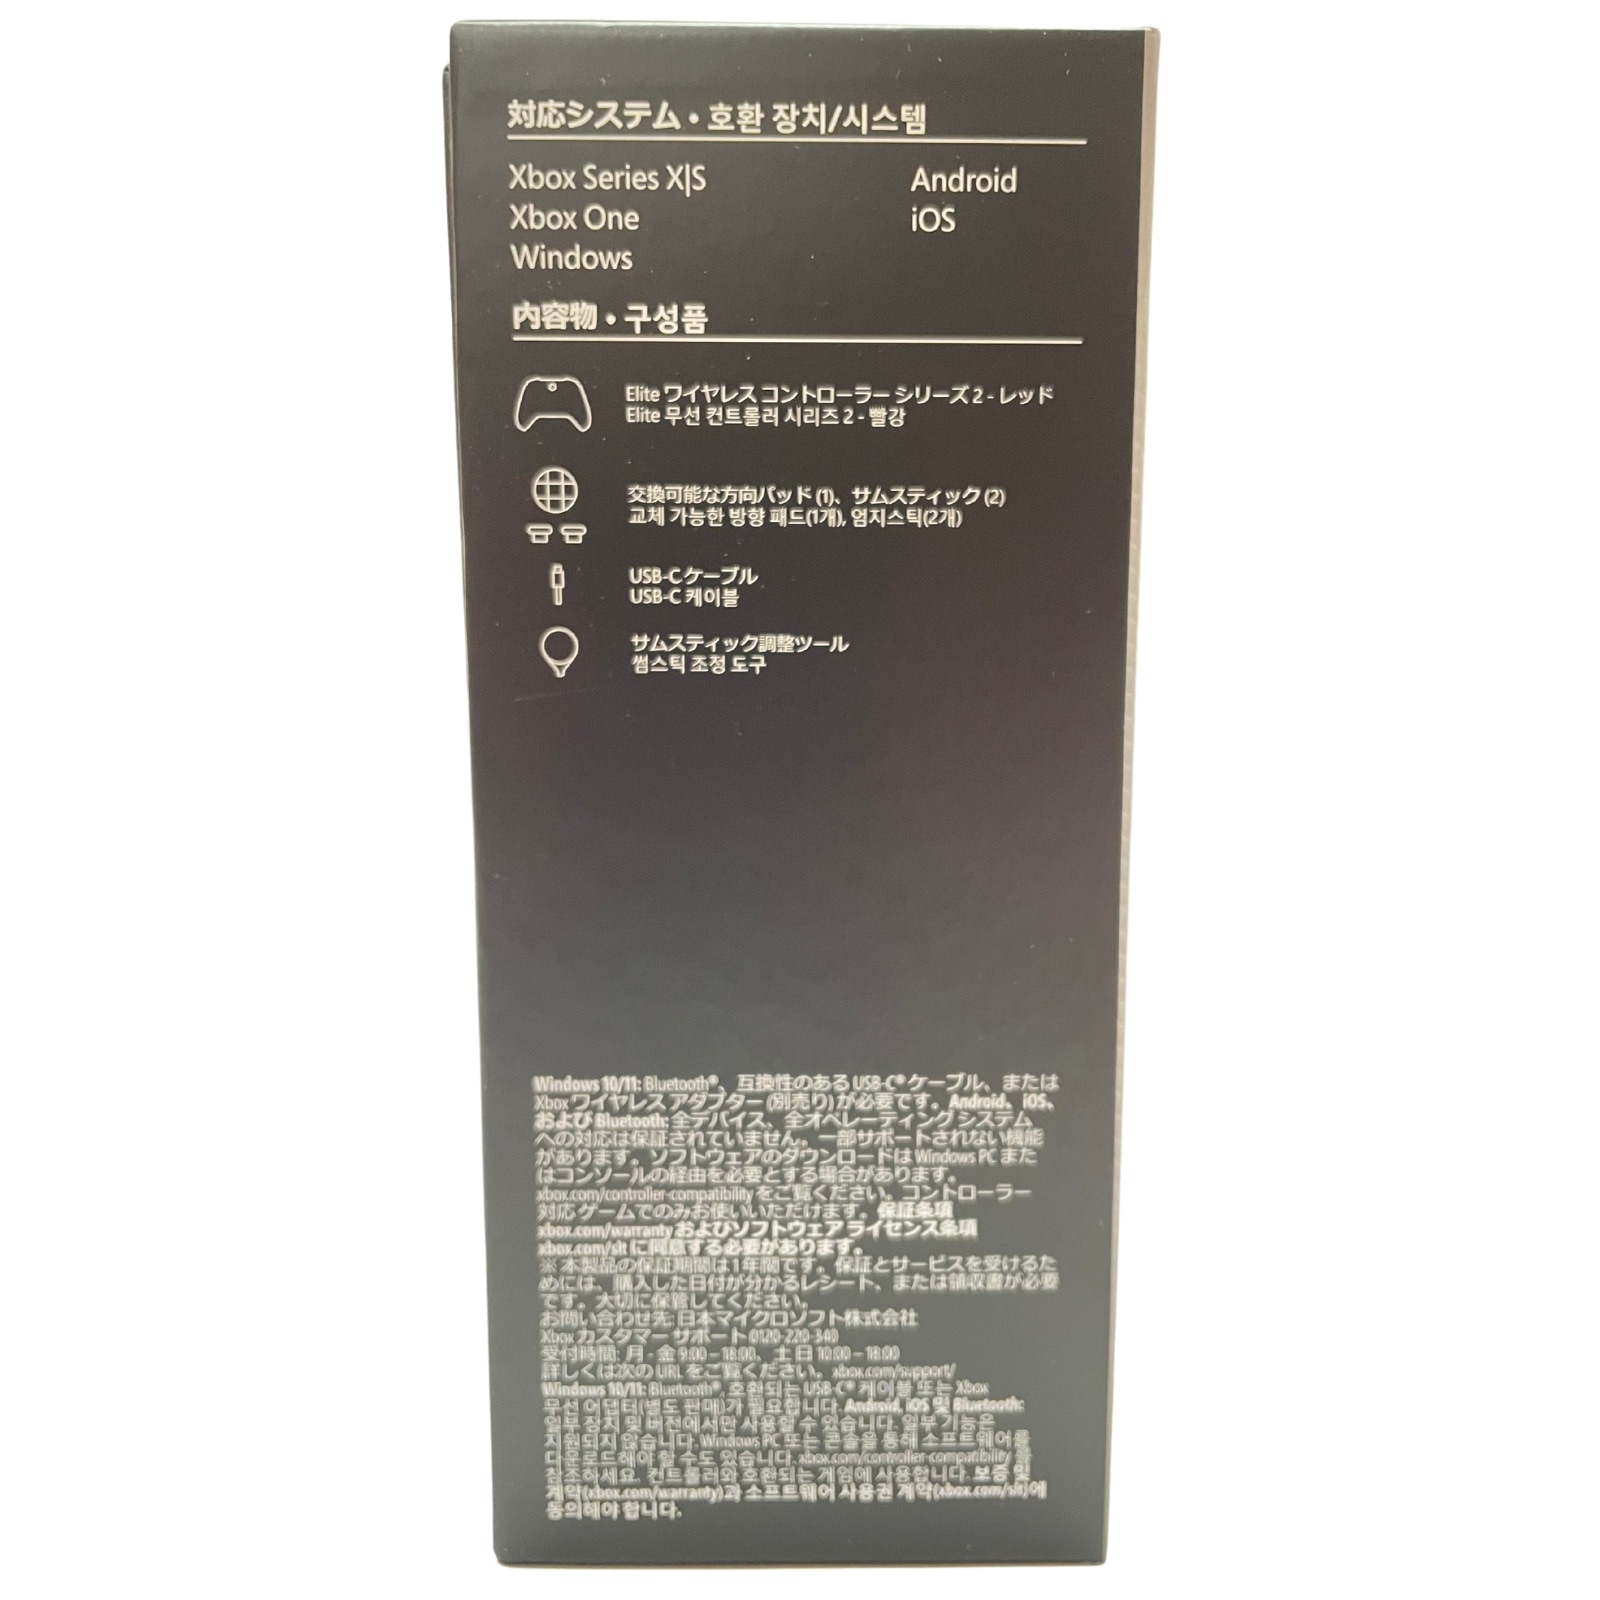 対応システム • 호환 장치/시스템
Xbox Series X|S
Xbox One
Windows
Android
iOS
内容物 • 구성품
Elite ワイヤレス コントローラー シリーズ 2 - レッド
Elite 무선 컨트롤러 시리즈 2 - 빨강
交換可能な方向パッド (1)、サムスティック (2)
교체 가능한 방향 패드(1개), 엄지스틱(2개)
USB-C ケーブル
USB-C 케이블
サムスティック調整ツール
썸스틱 조정 도구
Windows 10/11: Bluetooth®、互換性のある USB-C® ケーブル、または
Xbox ワイヤレス アダプター (別売り) が必要です。Android、iOS、
および Bluetooth: 全デバイス、全オペレーティング システム
への対応は保証されていません。一部サポートされない機能
があります。ソフトウェアのダウンロードは Windows PC また
はコンソールの経由を必要とする場合があります。
xbox.com/controller-compatibility をご覧ください。コントローラー
対応 ゲームでのみお使いいただけます。保証条項
xbox.com/warranty およびソフトウェア ライセンス条項
xbox.com/slt に同意する必要があります。
※ 本製品の保証期間は1年間です。保証とサービスを受けるた
めには、購入した日付が分かるレシート、または領収書が必要
です。大切に保管してください。
お問い合わせ先: 日本マイクロソフト株式会社
Xbox カスタマー サポート 0120-220-340
受付時間: 月 - 金 9:00 – 18:00、土 日 10:00 – 18:00
詳しくは次の URL をご覧ください。xbox.com/support/
Windows 10/11: Bluetooth®, 호환되는 USB-C® 케이블 또는 Xbox
무선 어댑터(별도 판매)가 필요합니다. Android, iOS 및 Bluetooth:
일부 장치 및 버전에서만 사용할 수 있습니다. 일부 기능은
지원되지 않습니다. Windows PC 또는 콘솔을 통해 소프트웨어를
다운로드해야 할 수도 있습니다. xbox.com/controller-compatibility 를
참조하세요. 컨트롤러와 호환되는 게임에 사용합니다. 보증 및
계약(xbox.com/warranty)과 소프트웨어 사용권 계약(xbox.com/slt)에
동의해야 합니다.